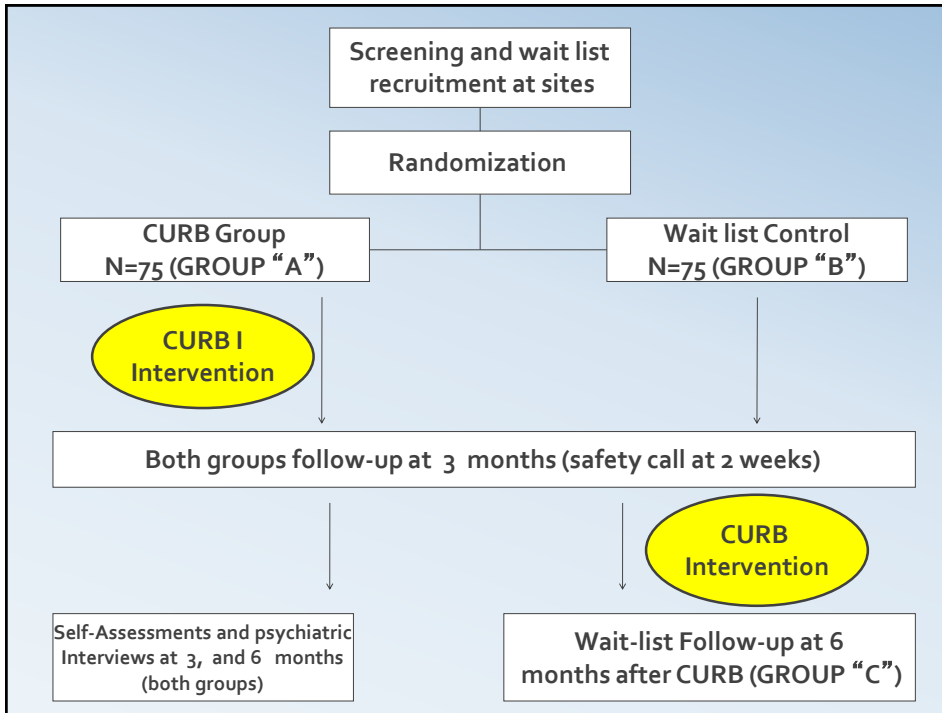 Screening and wait list
recruitment at sites
Randomization
CURB Group
N=75 (GROUP “A”)
Wait list Control
N=75 (GROUP “B”)
CURB I
Intervention
Both groups follow-up at 3 months (safety call at 2 weeks)
CURB
Intervention
Self-Assessments and psychiatric
Interviews at 3, and 6 months
(both groups)
Wait-list Follow-up at 6
months after CURB (GROUP “C”)